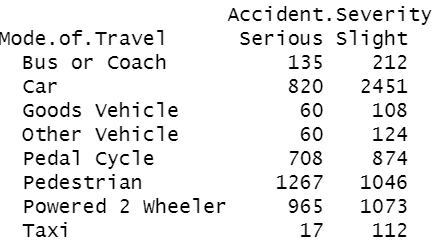 Accident.Severity
Mode.of.Travel Serious Slight
Bus or Coach 135 212
Car 820 2451
Goods Vehicle 60 108
Other Vehicle 60 124
Pedal Cycle 708 874
Pedestrian 1267 1046
Powered 2 Wheeler 965 1073
Taxi 17 112